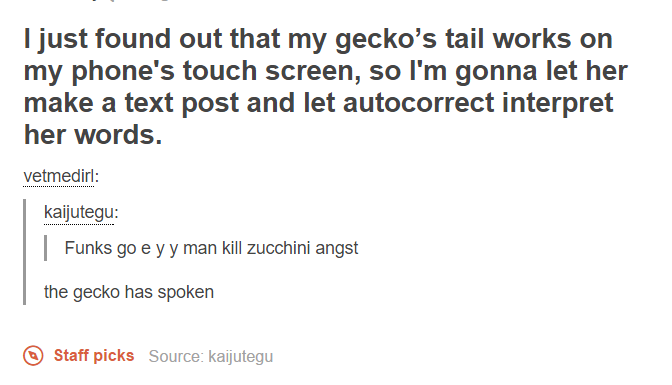 I just found out that my gecko’s tail works on
my phone's touch screen, so I'm gonna let her
make a text post and let autocorrect interpret
her words.
vetmedirl:
kaijutegu:
Funks go e y y man kill zucchini angst
the gecko has spoken
Staff picks Source: kaijutegu